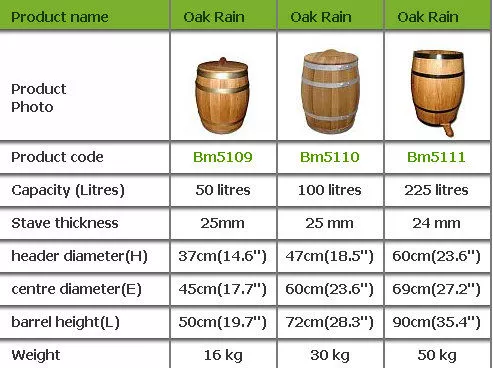 Product name Oak Rain Oak Rain Oak Rain
Product
Photo
Product code Bm5109 Bm5110 Bm5111
Capacity (Litres) 50 litres 100 litres 225 litres
Stave thickness 25mm 25 mm 24 mm
header diameter(H) 37cm(14.6") 47cm(18.5") 60cm(23.6")
centre diameter(E) 45cm(17.7") 60cm(23.6") 69cm(27.2")
barrel height(L) 50cm(19.7") 72cm(28.3") 90cm(35.4")
Weight 16 kg 30 kg 50 kg